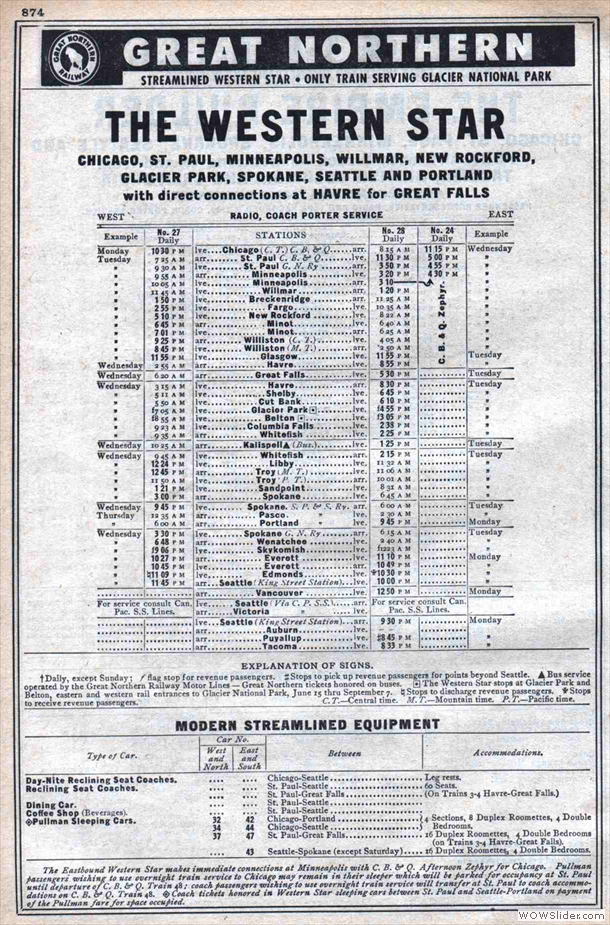 874
GREAT NORTHERN RAILWAY
GREAT NORTHERN
STREAMLINED WESTERN STAR • ONLY TRAIN SERVING GLACIER NATIONAL PARK
THE WESTERN STAR
CHICAGO, ST. PAUL, MINNEAPOLIS, WILLMAR, NEW ROCKFORD,
GLACIER PARK, SPOKANE, SEATTLE AND PORTLAND
with direct connections at HAVRE for GREAT FALLS
WEST RADIO, COACH PORTER SERVICE EAST
Example No. 27 Daily STATIONS No. 28 Daily No. 24 Daily Example
Monday 10 30 P M lve....Chicago (C. T.) C. B. & Q....arr. 8 15 A M 11 15 P M Wednesday
Tuesday 7 15 A M arr....St. Paul C. B. & Q....lve. 11 30 P M 5 00 P M "
" 9 30 A M lve....St. Paul G. N. Ry....arr. 3 50 P M 4 55 P M "
" 9 55 A M arr....Minneapolis....lve. 3 20 P M 4 30 P M "
" 10 05 A M lve....Minneapolis....arr. 3 10 "
" 11 45 A M arr....Willmar....lve. 1 20 P M "
" 1 50 P M arr....Breckenridge....lve. 11 25 A M "
" 2 55 P M arr....Fargo....lve. 10 35 A M "
" 5 10 P M arr....New Rockford....lve. 8 22 A M "
" 6 45 P M arr....Minot....lve. 6 40 A M "
" 7 01 P M lve....Minot....arr. 6 25 A M "
" 9 25 P M arr....Williston (C. T.)....lve. 4 05 A M "
" 8 45 P M lve....Williston (M. T.)....arr. 2 50 A M "
" 11 55 P M arr....Glasgow....lve. 11 55 P M Tuesday
Wednesday 2 55 A M arr....Havre....lve. 8 55 P M "
C. B. & Q. Zephyr.
Wednesday 6 20 A M arr....Great Falls....lve. 5 30 P M Tuesday
Wednesday 3 15 A M lve....Havre....arr. 8 30 P M Tuesday
" 5 11 A M lve....Shelby....lve. 6 45 P M "
" 5 50 A M lve....Cut Bank....lve. 6 10 P M "
" 7 05 A M lve....Glacier Park....lve. 4 55 P M "
" 8 55 A M lve....Belton....lve. 3 05 P M "
" 9 23 A M lve....Columbia Falls....lve. 2 38 P M "
" 9 35 A M arr....Whitefish....lve. 2 25 P M "
Wednesday 10 25 A M arr....Kalispell▲ (Bus.)....lve. 1 25 P M Tuesday
Wednesday 9 45 A M lve....Whitefish....arr. 2 15 P M Tuesday
" 12 24 P M lve....Libby....lve. 11 32 A M "
" 12 45 P M arr....Troy (M. T.)....lve. 11 06 A M "
" 11 50 A M lve....Troy (P. T.)....arr. 10 01 A M "
" 1 21 P M lve....Sandpoint....lve. 8 31 A M "
" 3 00 P M arr....Spokane....lve. 6 45 A M "
Wednesday 9 45 P M lve....Spokane. S. P. & S. Ry. arr. 6 00 A M Tuesday
Thursday 12 35 A M arr....Pasco. " ....lve. 2 30 A M "
" 6 00 A M arr....Portland " ....lve. 9 45 P M Monday
Wednesday 3 30 P M lve....Spokane G. N. Ry....arr. 6 15 A M Tuesday
" 6 48 P M arr....Wenatchee....lve. 2 40 A M "
" f9 06 P M arr....Skykomish....lve. f12 23 A M "
" 10 27 P M arr....Everett....lve. 11 10 P M Monday
" 10 45 P M lve....Everett....arr. 10 49 P M "
" 11 09 P M arr....Edmonds....lve. 10 30 P M "
" 11 45 P M arr....Seattle (King Street Station)....lve. 10 00 P M "
arr....Vancouver....lve. 12 50 P M Monday
For service consult Can. lve....Seattle (Via C. P. S.S.)....arr. For service consult Can.
Pac. S.S. Lines. arr....Victoria " ....lve. Pac. S.S. Lines.
lve....Seattle (King Street Station)....arr. 9 30 P M Monday
arr....Auburn....lve.
arr....Puyallup....lve. 8 45 P M "
arr....Tacoma....lve. 8 33 P M "
EXPLANATION OF SIGNS.
†Daily, except Sunday; f flag stop for revenue passengers. ‡Stops to pick up revenue passengers for points beyond Seattle. ▲Bus service
operated by the Great Northern Railway Motor Lines — Great Northern tickets honored on buses. ⊡The Western Star stops at Glacier Park and
Belton, eastern and western rail entrances to Glacier National Park, June 15 thru September 7. ♮Stops to discharge revenue passengers. ✶Stops
to receive revenue passengers. C.T.—Central time. M.T.—Mountain time. P.T.—Pacific time.
MODERN STREAMLINED EQUIPMENT
Type of Car. Car No. West and North East and South Between Accommodations.
Day-Nite Reclining Seat Coaches. .... .... Chicago-Seattle.... Leg rests.
Reclining Seat Coaches. .... .... St. Paul-Seattle.... 60 Seats.
.... .... St. Paul-Great Falls.... (On Trains 3-4 Havre-Great Falls.)
Dining Car. .... .... St. Paul-Seattle....
Coffee Shop (Beverages). .... .... St. Paul-Seattle....
❖Pullman Sleeping Cars. 32 42 Chicago-Portland.... 4 Sections, 8 Duplex Roomettes, 4 Double
34 44 Chicago-Seattle.... Bedrooms.
37 47 St. Paul-Great Falls.... 16 Duplex Roomettes, 4 Double Bedrooms
(on Trains 3-4 Havre-Great Falls).
.... 43 Seattle-Spokane (except Saturday)... 16 Duplex Roomettes, 4 Double Bedrooms.
The Eastbound Western Star makes immediate connections at Minneapolis with C. B. & Q. Afternoon Zephyr for Chicago. Pullman
passengers wishing to use overnight train service to Chicago may remain in their sleeper which will be parked for occupancy at St. Paul
until departure of C. B. & Q. Train 48; coach passengers wishing to use overnight train service will transfer at St. Paul to coach accommo-
dations on C. B. & Q. Train 48. ❖Coach tickets honored in Western Star sleeping cars between St. Paul and Seattle-Portland on payment
of the Pullman fare for space occupied.
WOWSlider.com